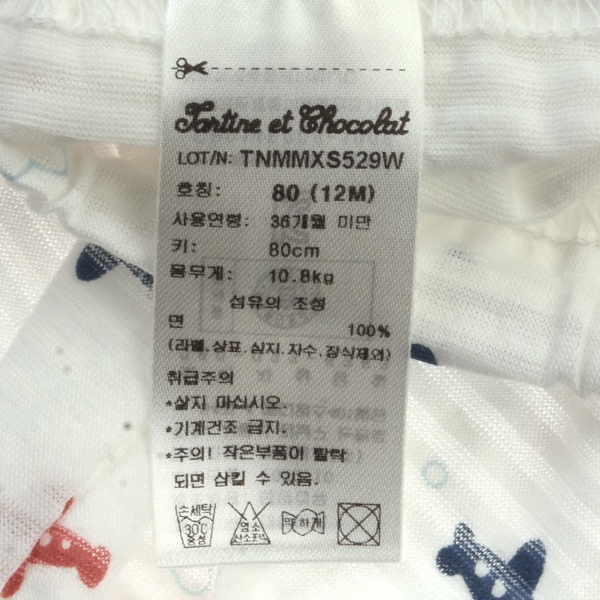 Tartine et Chocolat
LOT/N: TNMMXS529W
호칭: 80 (12M)
사용연령: 36개월 미만
키: 80cm
몸무게: 10.8kg
섬유의 조성
면 100%
(라벨.상표.심지.자수.장식제외)
취급주의
*삶지 마십시오.
*기계건조 금지.
*주의! 작은부품이 탈락
되면 삼킬 수 있음.
손세탁 염소 약하게
30℃ 산소표백
중성